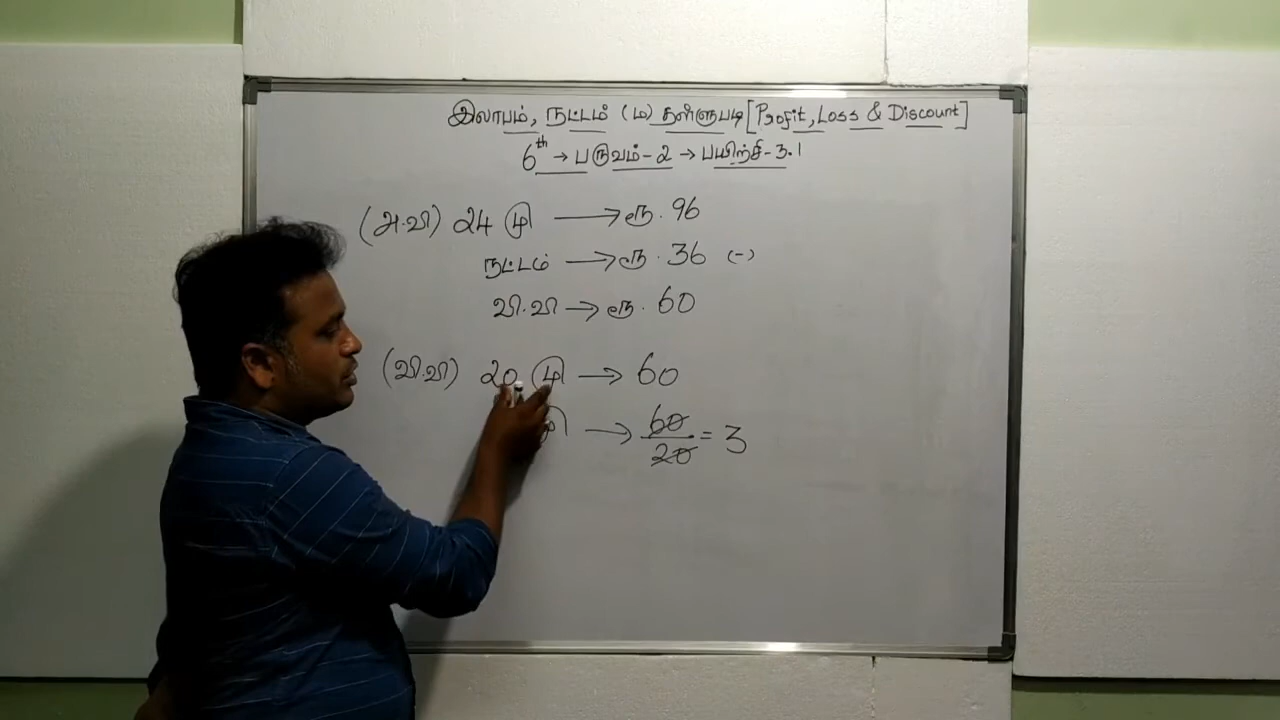 இலாபம், நட்டம் (ம) தள்ளுபடி [Profit, Loss & Discount]
6th → பருவம்-2 → பயிற்சி-3.1
(அ.வி) 24 மு → ரூ. 96
நட்டம் → ரூ. 36 (-)
வி.வி → ரூ. 60
(வி.வி) 20 மு → 60
→ 60/20 = 3